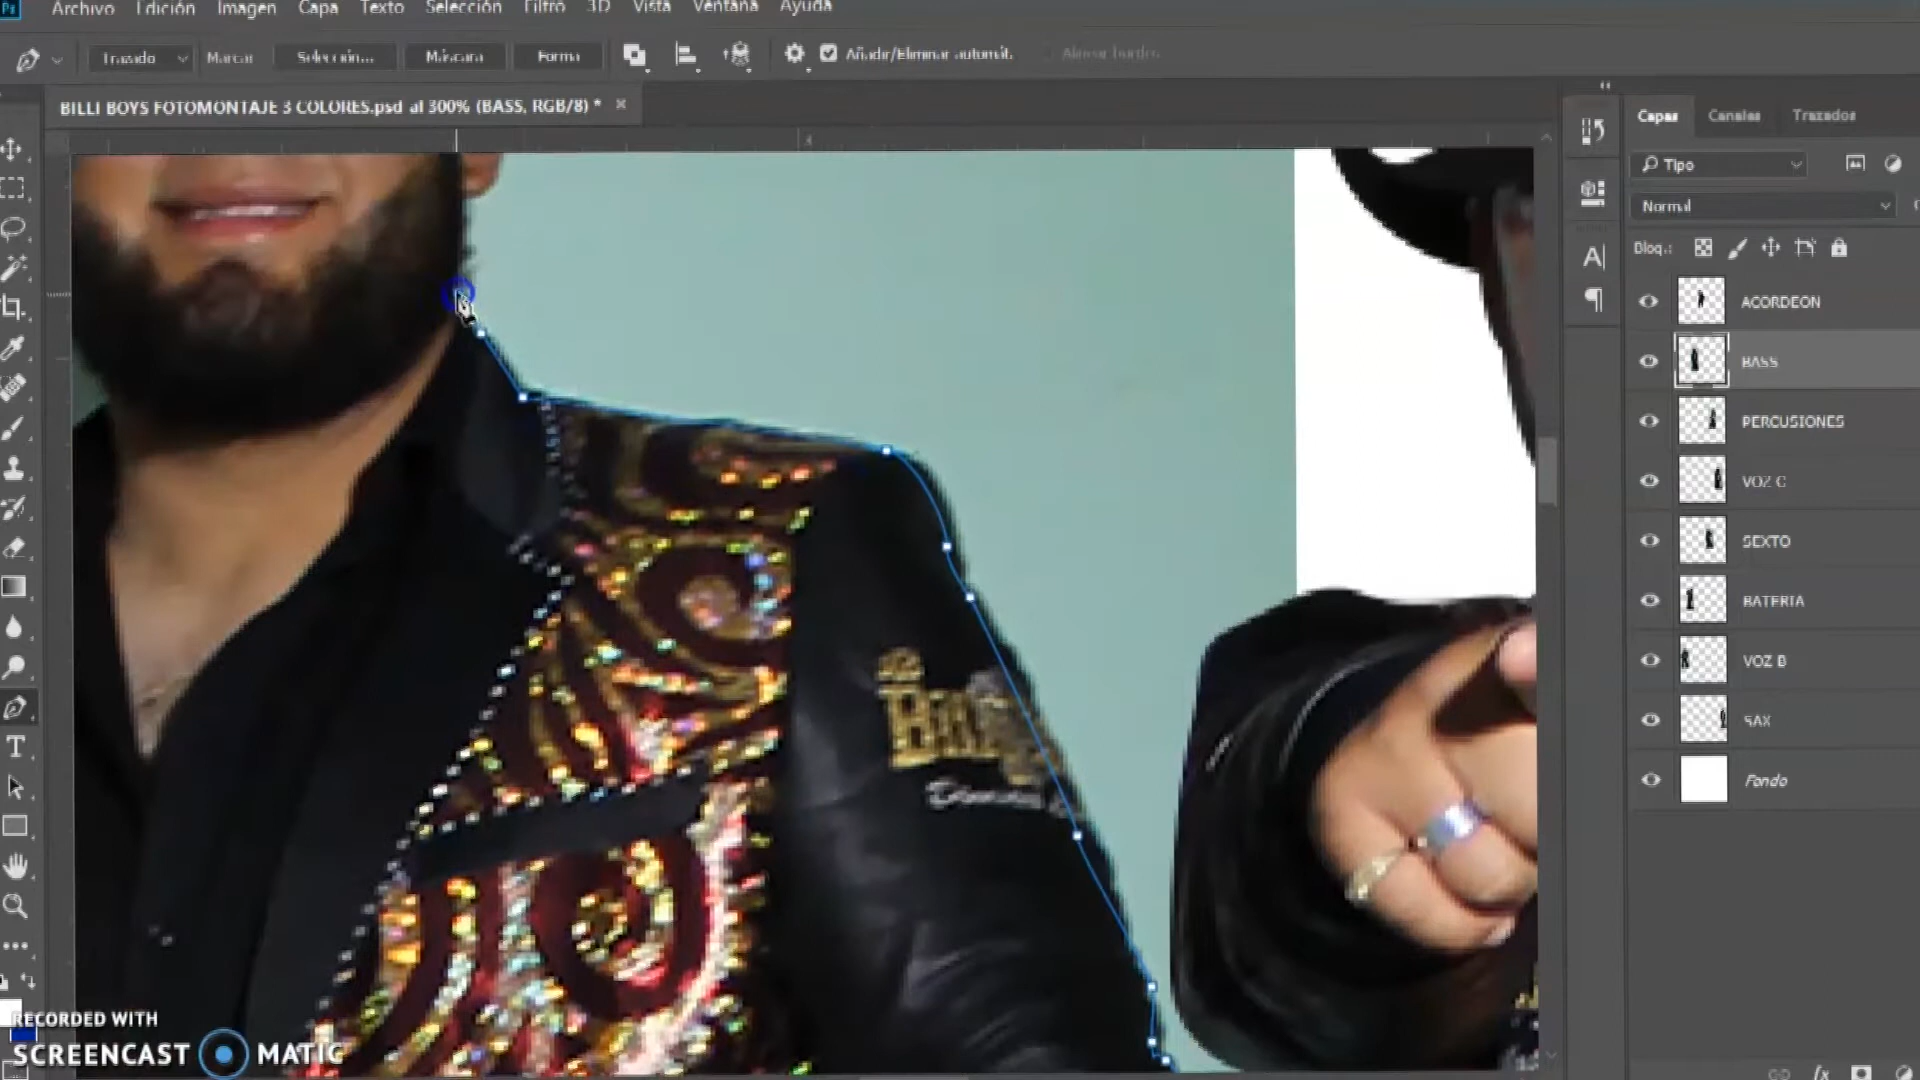 Archivo Edición Imagen Capa Texto Selección Filtro 3D Vista Ventana Ayuda
Trazado Marcar Selección... Máscara Forma Añadir/Eliminar automát. Alinear bordes
BILLI BOYS FOTOMONTAJE 3 COLORES.psd al 300% (BASS, RGB/8) *
Capas Canales Trazados
Tipo
Normal
Bloq.:
ACORDEON
BASS
PERCUSIONES
VOZ C
SEXTO
BATERIA
VOZ B
SAX
Fondo
RECORDED WITH
SCREENCAST MATIC